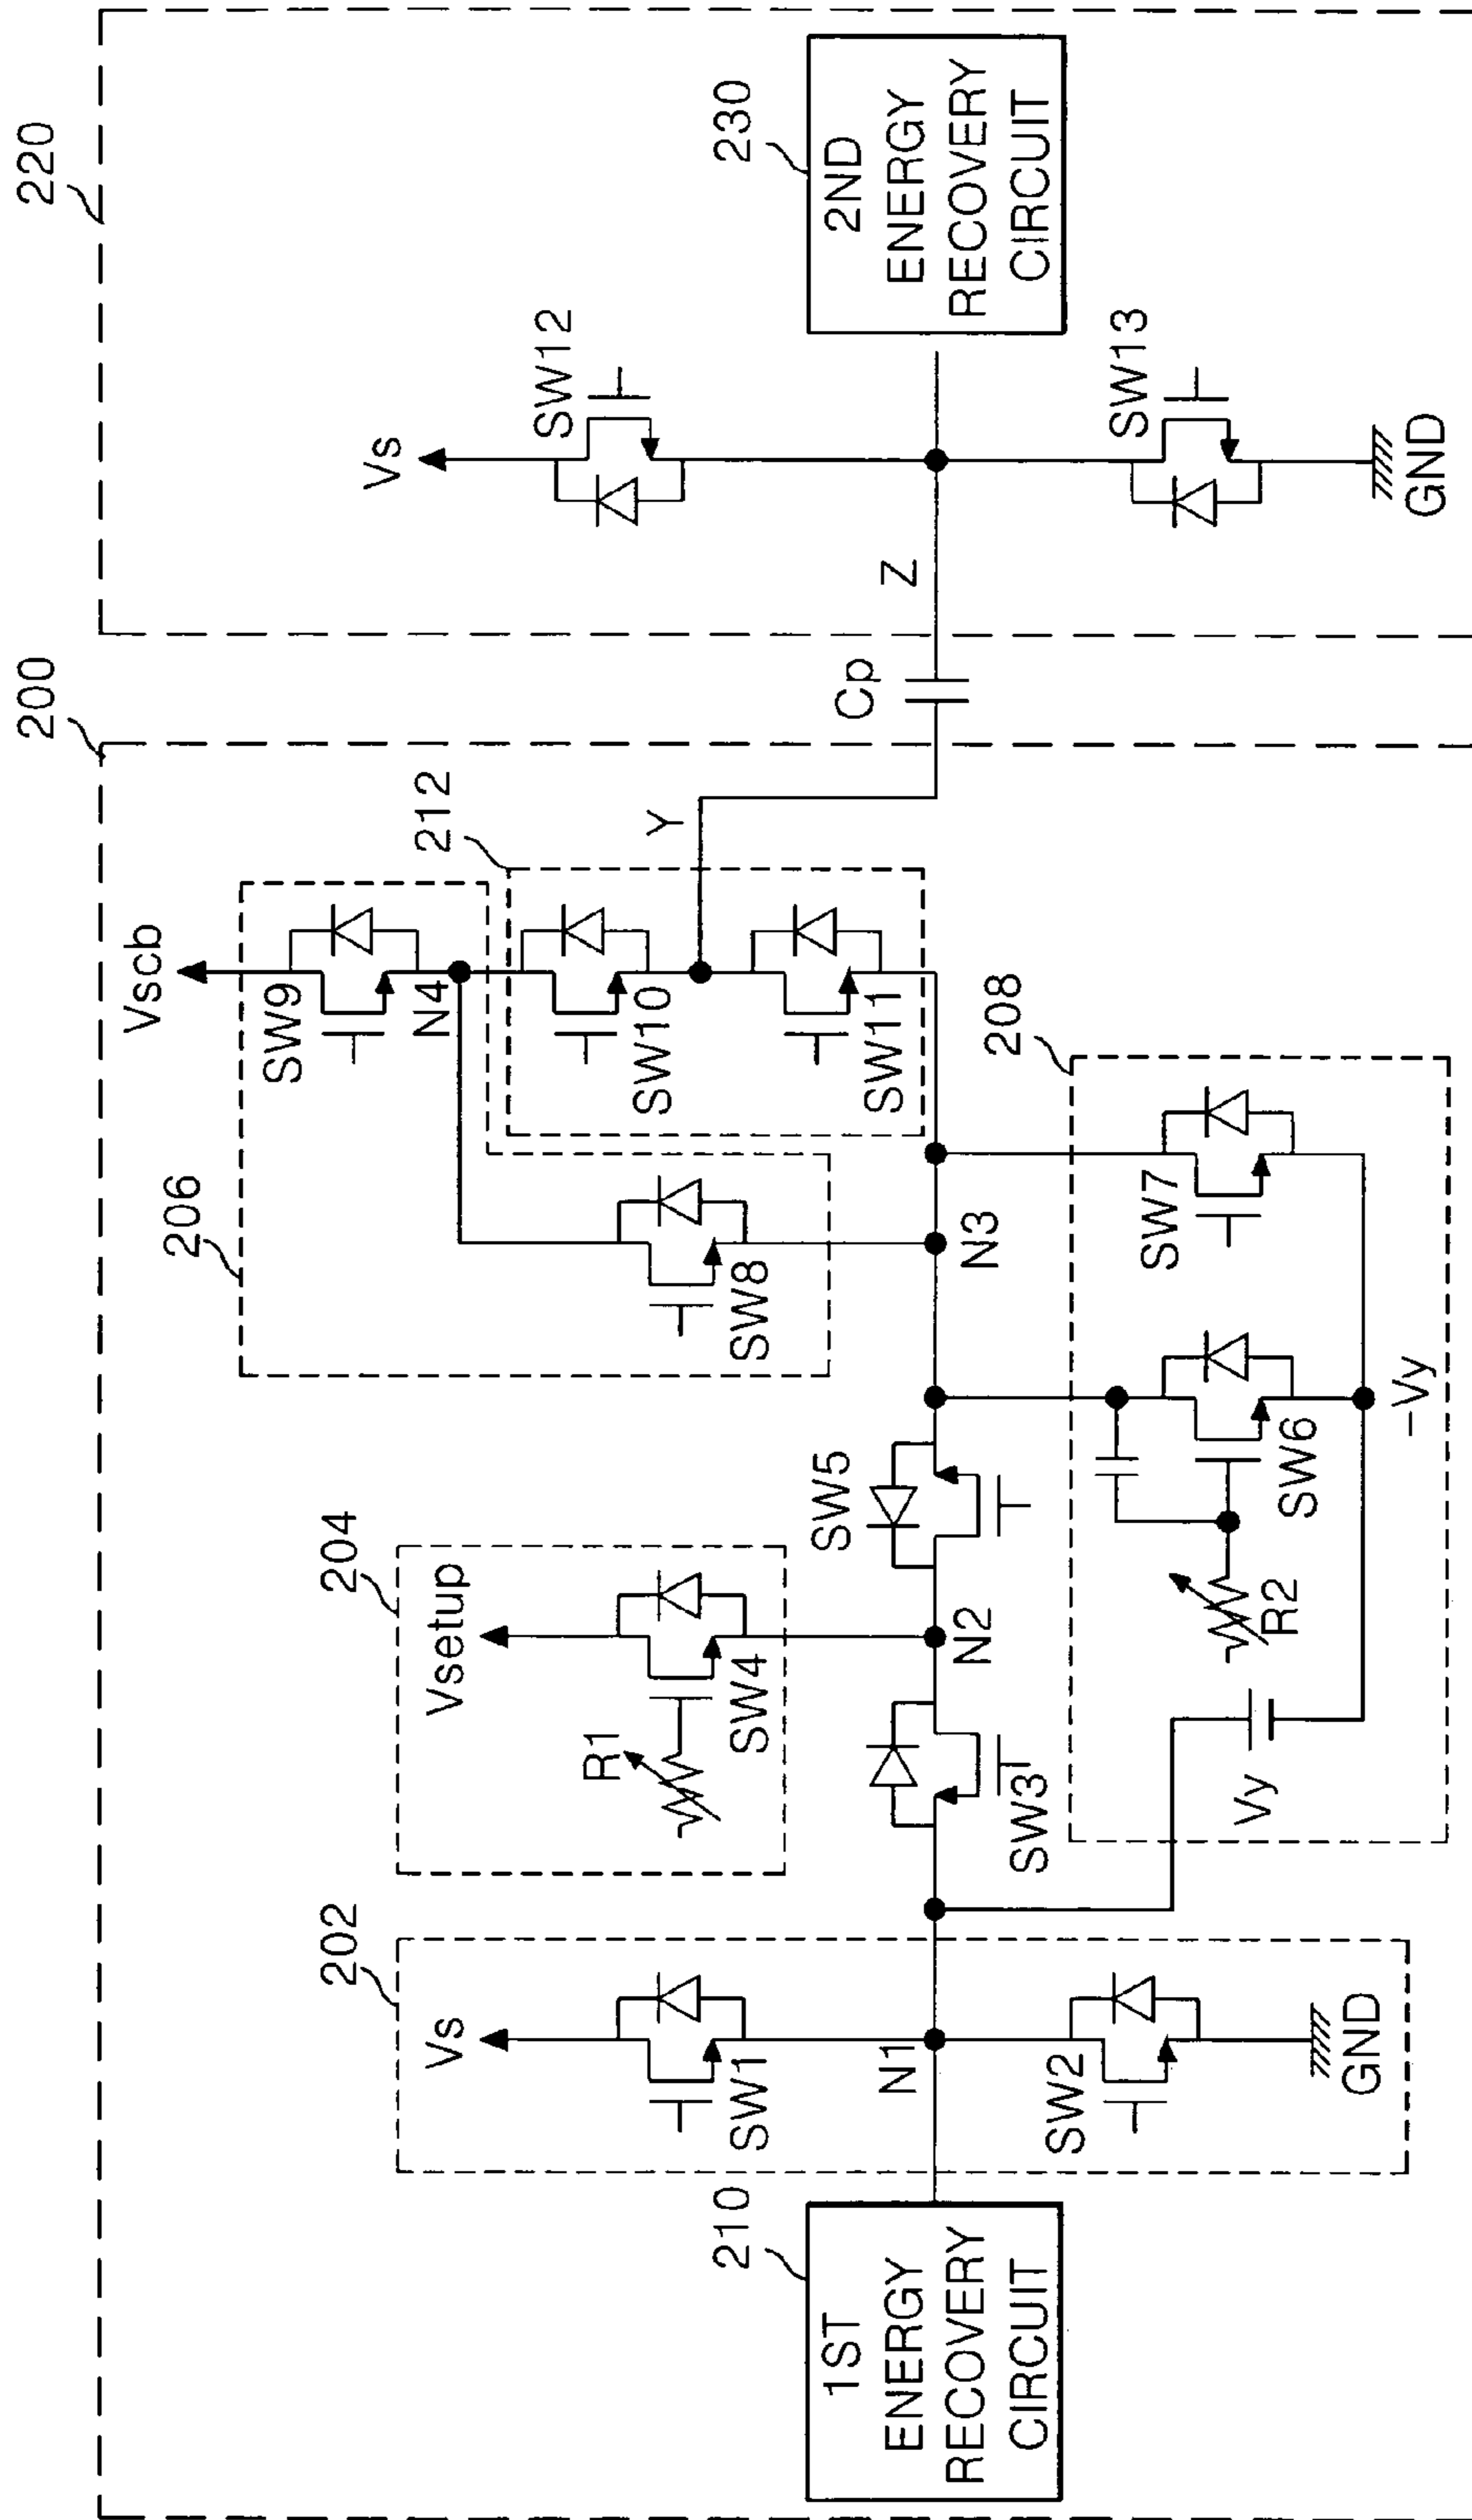 200
220
Vscb
206
SW9
N4
212
Vs
SW12
202
204
Vs
Vsetup
R1
SW1
SW4
SW8
SW10
Y
SW11
210
230
1ST
ENERGY
RECOVERY
CIRCUIT
N1
SW5
N2
N3
Cp
Z
2ND
ENERGY
RECOVERY
CIRCUIT
SW3
208
SW2
SW7
SW13
Vy
R2
SW6
GND
-Vy
GND